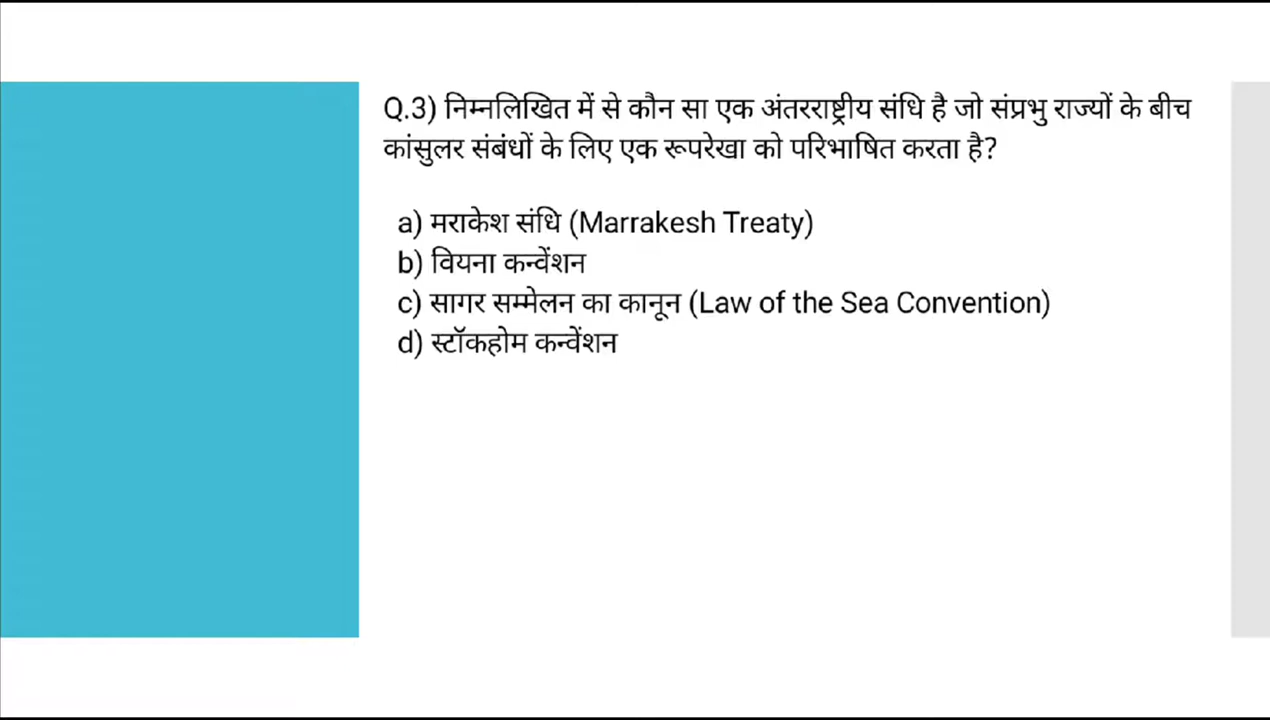 Q.3) निम्नलिखित में से कौन सा एक अंतरराष्ट्रीय संधि है जो संप्रभु राज्यों के बीच
कांसुलर संबंधों के लिए एक रूपरेखा को परिभाषित करता है?
a) मराकेश संधि (Marrakesh Treaty)
b) वियना कन्वेंशन
c) सागर सम्मेलन का कानून (Law of the Sea Convention)
d) स्टॉकहोम कन्वेंशन